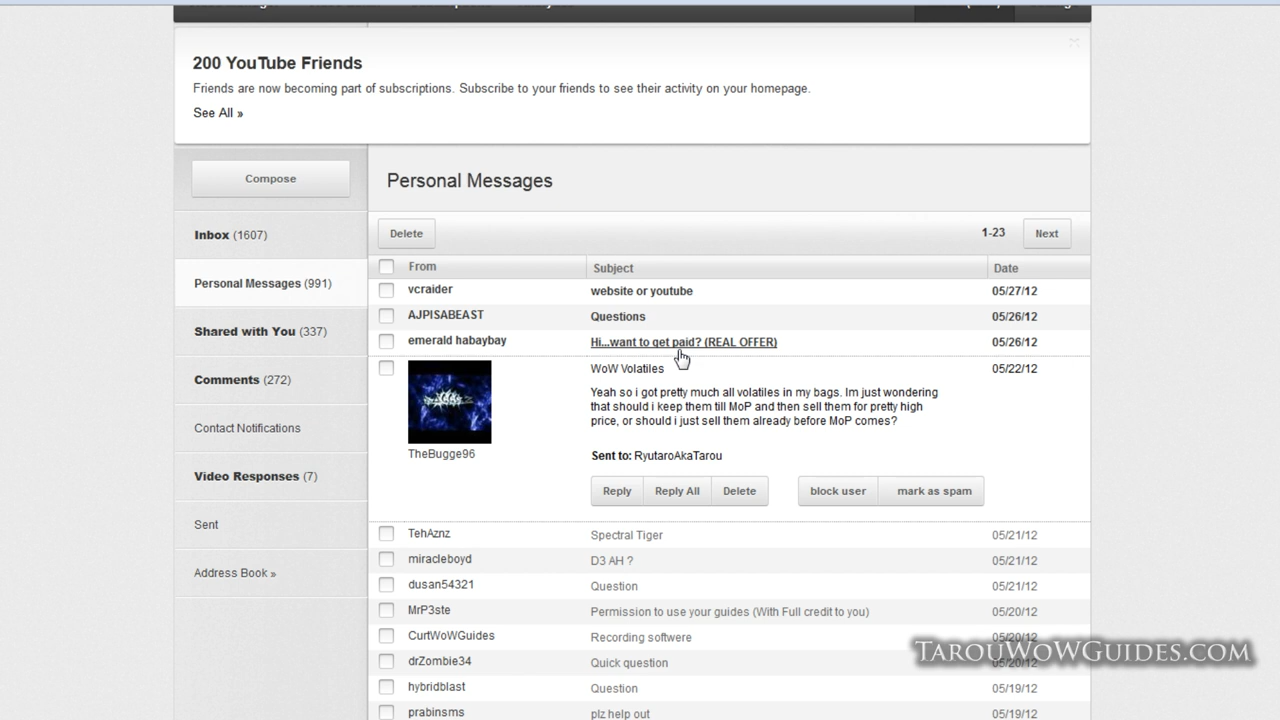 200 YouTube Friends
Friends are now becoming part of subscriptions. Subscribe to your friends to see their activity on your homepage.
See All »
Compose
Personal Messages
Inbox (1607)
Delete
1-23
Next
From
Subject
Date
Personal Messages (991)
vcraider
website or youtube
05/27/12
AJPISABEAST
Questions
05/26/12
Shared with You (337)
emerald habaybay
Hi...want to get paid? (REAL OFFER)
05/26/12
WoW Volatiles
05/22/12
Comments (272)
Yeah so i got pretty much all volatiles in my bags. Im just wondering
that should i keep them till MoP and then sell them for pretty high
price, or should i just sell them already before MoP comes?
Contact Notifications
TheBugge96
Sent to: RyutaroAkaTarou
Video Responses (7)
Reply
Reply All
Delete
block user
mark as spam
Sent
TehAznz
Spectral Tiger
05/21/12
miracleboyd
D3 AH ?
05/21/12
Address Book »
dusan54321
Question
05/21/12
MrP3ste
Permission to use your guides (With Full credit to you)
05/20/12
CurtWoWGuides
Recording softwere
05/20/12
TarouWoWGuides.com
drZombie34
Quick question
05/20/12
hybridblast
Question
05/19/12
prabinsms
plz help out
05/19/12